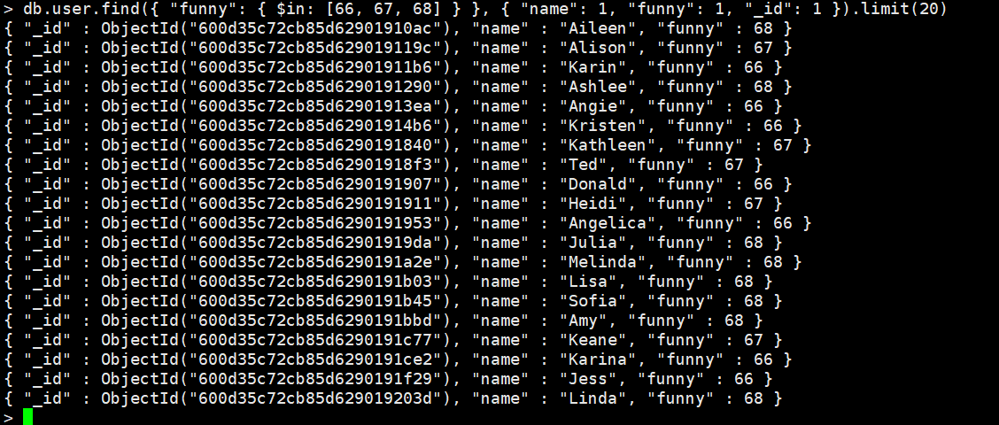 > db.user.find({ "funny": { $in: [66, 67, 68] } }, { "name": 1, "funny": 1, "_id": 1 }).limit(20)
{ "_id" : ObjectId("600d35c72cb85d62901910ac"), "name" : "Aileen", "funny" : 68 }
{ "_id" : ObjectId("600d35c72cb85d629019119c"), "name" : "Alison", "funny" : 67 }
{ "_id" : ObjectId("600d35c72cb85d62901911b6"), "name" : "Karin", "funny" : 66 }
{ "_id" : ObjectId("600d35c72cb85d6290191290"), "name" : "Ashlee", "funny" : 68 }
{ "_id" : ObjectId("600d35c72cb85d62901913ea"), "name" : "Angie", "funny" : 66 }
{ "_id" : ObjectId("600d35c72cb85d62901914b6"), "name" : "Kristen", "funny" : 66 }
{ "_id" : ObjectId("600d35c72cb85d6290191840"), "name" : "Kathleen", "funny" : 67 }
{ "_id" : ObjectId("600d35c72cb85d62901918f3"), "name" : "Ted", "funny" : 67 }
{ "_id" : ObjectId("600d35c72cb85d6290191907"), "name" : "Donald", "funny" : 66 }
{ "_id" : ObjectId("600d35c72cb85d6290191911"), "name" : "Heidi", "funny" : 67 }
{ "_id" : ObjectId("600d35c72cb85d6290191953"), "name" : "Angelica", "funny" : 66 }
{ "_id" : ObjectId("600d35c72cb85d62901919da"), "name" : "Julia", "funny" : 68 }
{ "_id" : ObjectId("600d35c72cb85d6290191a2e"), "name" : "Melinda", "funny" : 68 }
{ "_id" : ObjectId("600d35c72cb85d6290191b03"), "name" : "Lisa", "funny" : 68 }
{ "_id" : ObjectId("600d35c72cb85d6290191b45"), "name" : "Sofia", "funny" : 68 }
{ "_id" : ObjectId("600d35c72cb85d6290191bbd"), "name" : "Amy", "funny" : 68 }
{ "_id" : ObjectId("600d35c72cb85d6290191c77"), "name" : "Keane", "funny" : 67 }
{ "_id" : ObjectId("600d35c72cb85d6290191ce2"), "name" : "Karina", "funny" : 66 }
{ "_id" : ObjectId("600d35c72cb85d6290191f29"), "name" : "Jess", "funny" : 66 }
{ "_id" : ObjectId("600d35c72cb85d629019203d"), "name" : "Linda", "funny" : 68 }
>